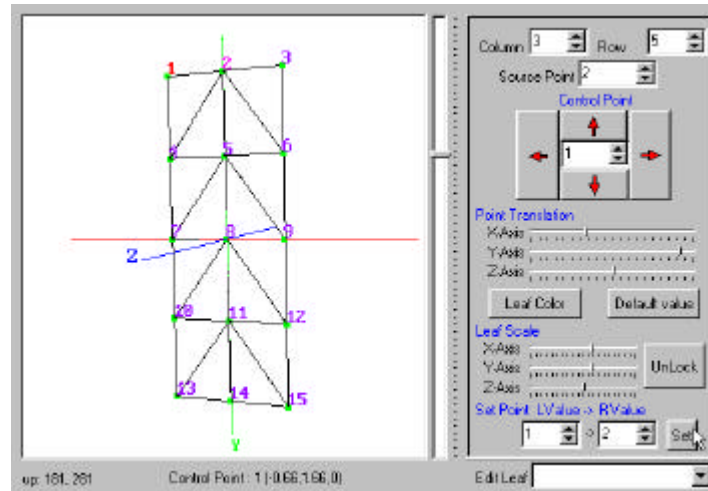 Column 3 Row 5
Source Point 2
Control Point
1
Point Translation
X-Axis
Y-Axis
Z-Axis
Leaf Color Default value
Leaf Scale
X-Axis
Y-Axis
Z-Axis
UnLock
Set Point LValue -> RValue
1 -> 2 Set
Edit Leaf
1 2 3
4 5 6
7 8 9
Z
10 11 12
13 14 15
Y
up: 181, 281 Control Point : 1 (-0.66,1.66,0)